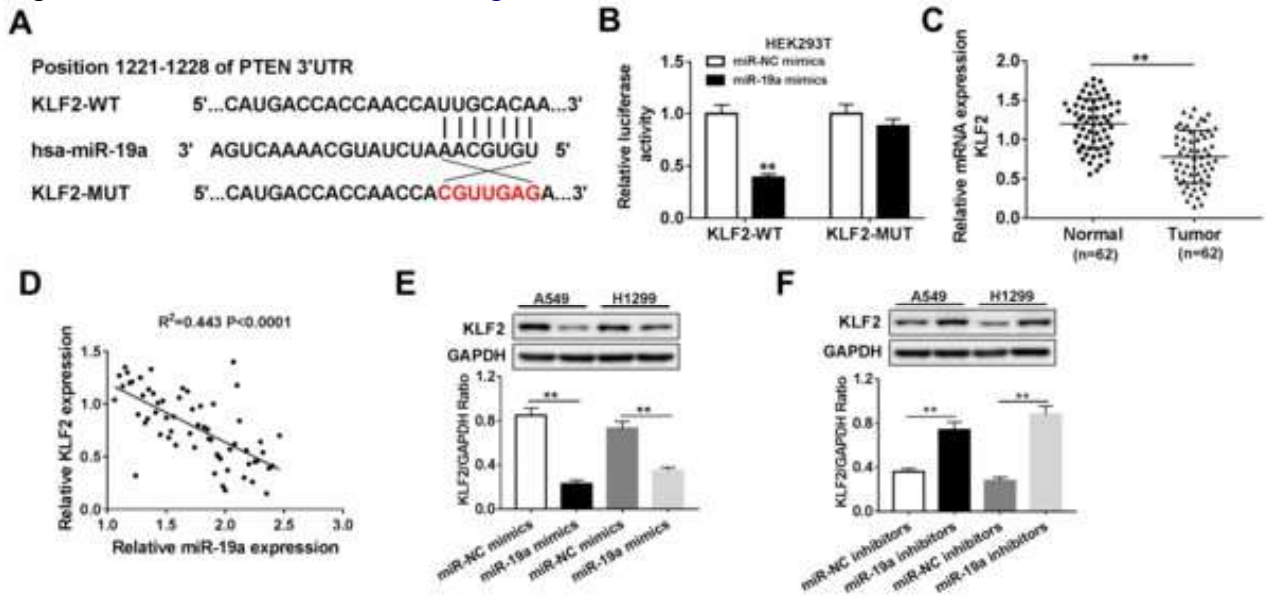 A
Position 1221-1228 of PTEN 3'UTR
KLF2-WT 5'...CAUGACCACCAACCAUUGCACAA...3'
hsa-miR-19a 3' AGUCAAAACGUAUCUAAACGUGU 5'
KLF2-MUT 5'...CAUGACCACCAACCACGUUGAGA...3'
B
HEK293T
miR-NC mimics
miR-19a mimics
Relative luciferase
activity
1.5
1.0
0.5
0.0
**
KLF2-WT KLF2-MUT
C
Relative mRNA expression
KLF2
2.0
1.5
1.0
0.5
0.0
**
Normal Tumor
(n=62) (n=62)
D
R²=0.443 P<0.0001
Relative KLF2 expression
1.5
1.0
0.5
0.0
1.0 1.5 2.0 2.5 3.0
Relative miR-19a expression
E
A549 H1299
KLF2
GAPDH
KLF2/GAPDH Ratio
1.2
0.8
0.4
0.0
** **
miR-NC mimics
miR-19a mimics
miR-NC mimics
miR-19a mimics
F
A549 H1299
KLF2
GAPDH
KLF2/GAPDH Ratio
1.2
0.8
0.4
0.0
** **
miR-NC inhibitors
miR-19a inhibitors
miR-NC inhibitors
miR-19a inhibitors